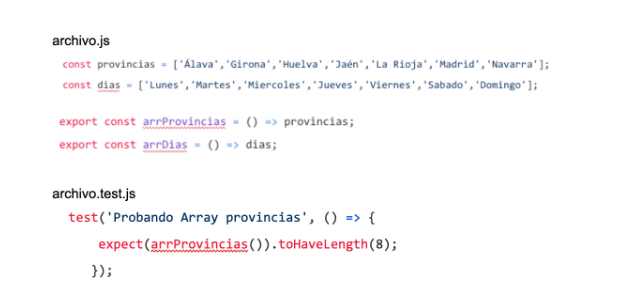 archivo.js
const provincias = ['Álava','Girona','Huelva','Jaén','La Rioja','Madrid','Navarra'];
const dias = ['Lunes','Martes','Miercoles','Jueves','Viernes','Sabado','Domingo'];
export const arrProvincias = () => provincias;
export const arrDias = () => dias;
archivo.test.js
test('Probando Array provincias', () => {
expect(arrProvincias()).toHaveLength(8);
});